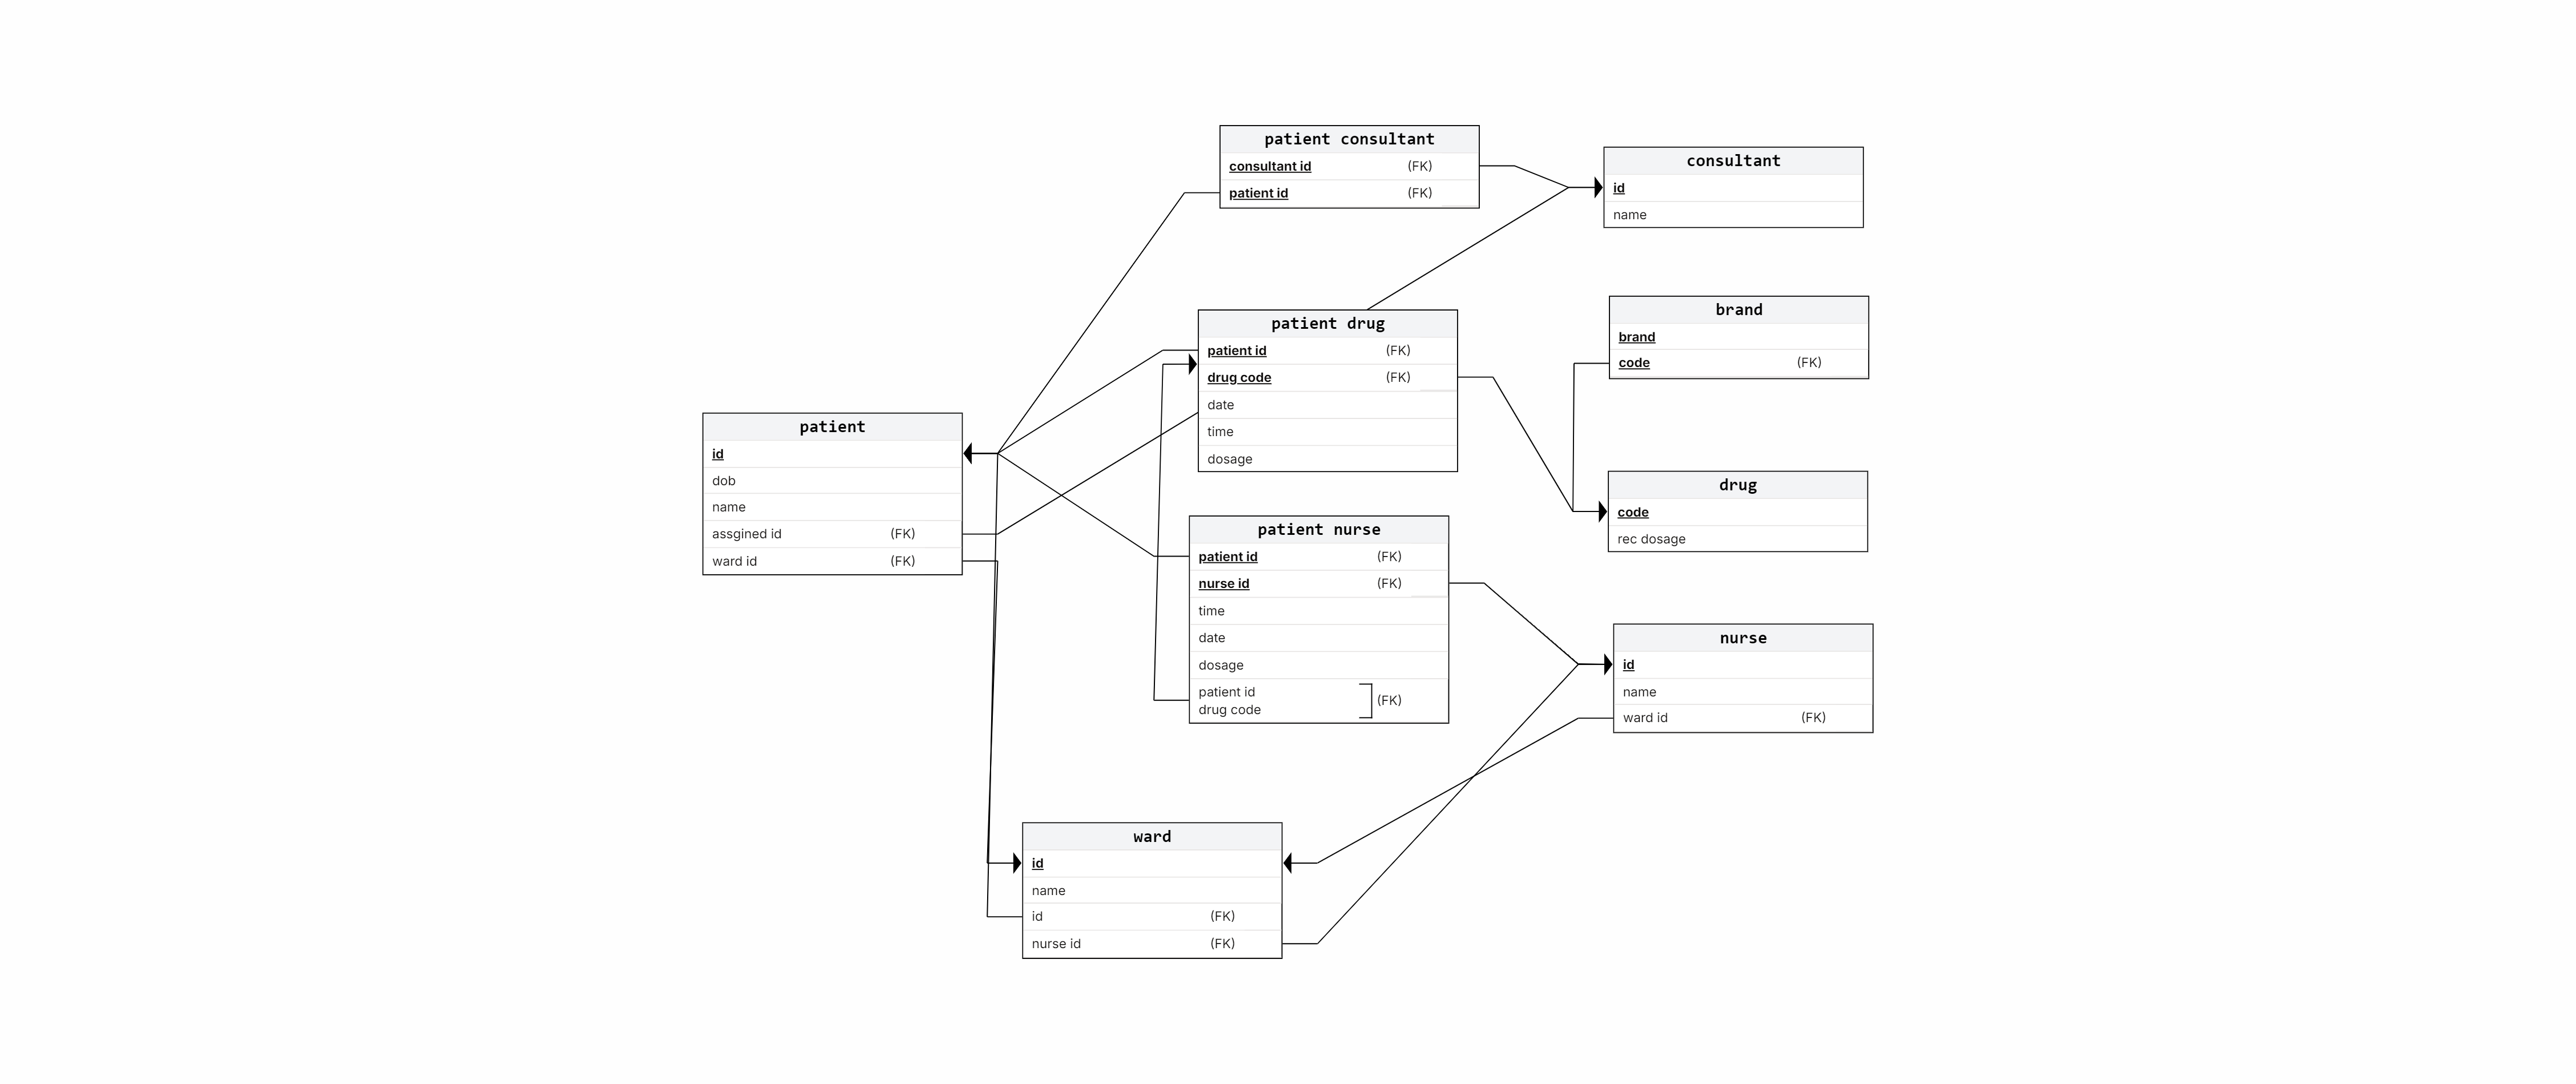 patient consultant
consultant id (FK)
patient id (FK)
consultant
id
name
patient drug
patient id (FK)
drug code (FK)
date
time
dosage
brand
brand
code (FK)
patient
id
dob
name
assgined id (FK)
ward id (FK)
drug
code
rec dosage
patient nurse
patient id (FK)
nurse id (FK)
time
date
dosage
patient id
drug code (FK)
nurse
id
name
ward id (FK)
ward
id
name
id (FK)
nurse id (FK)